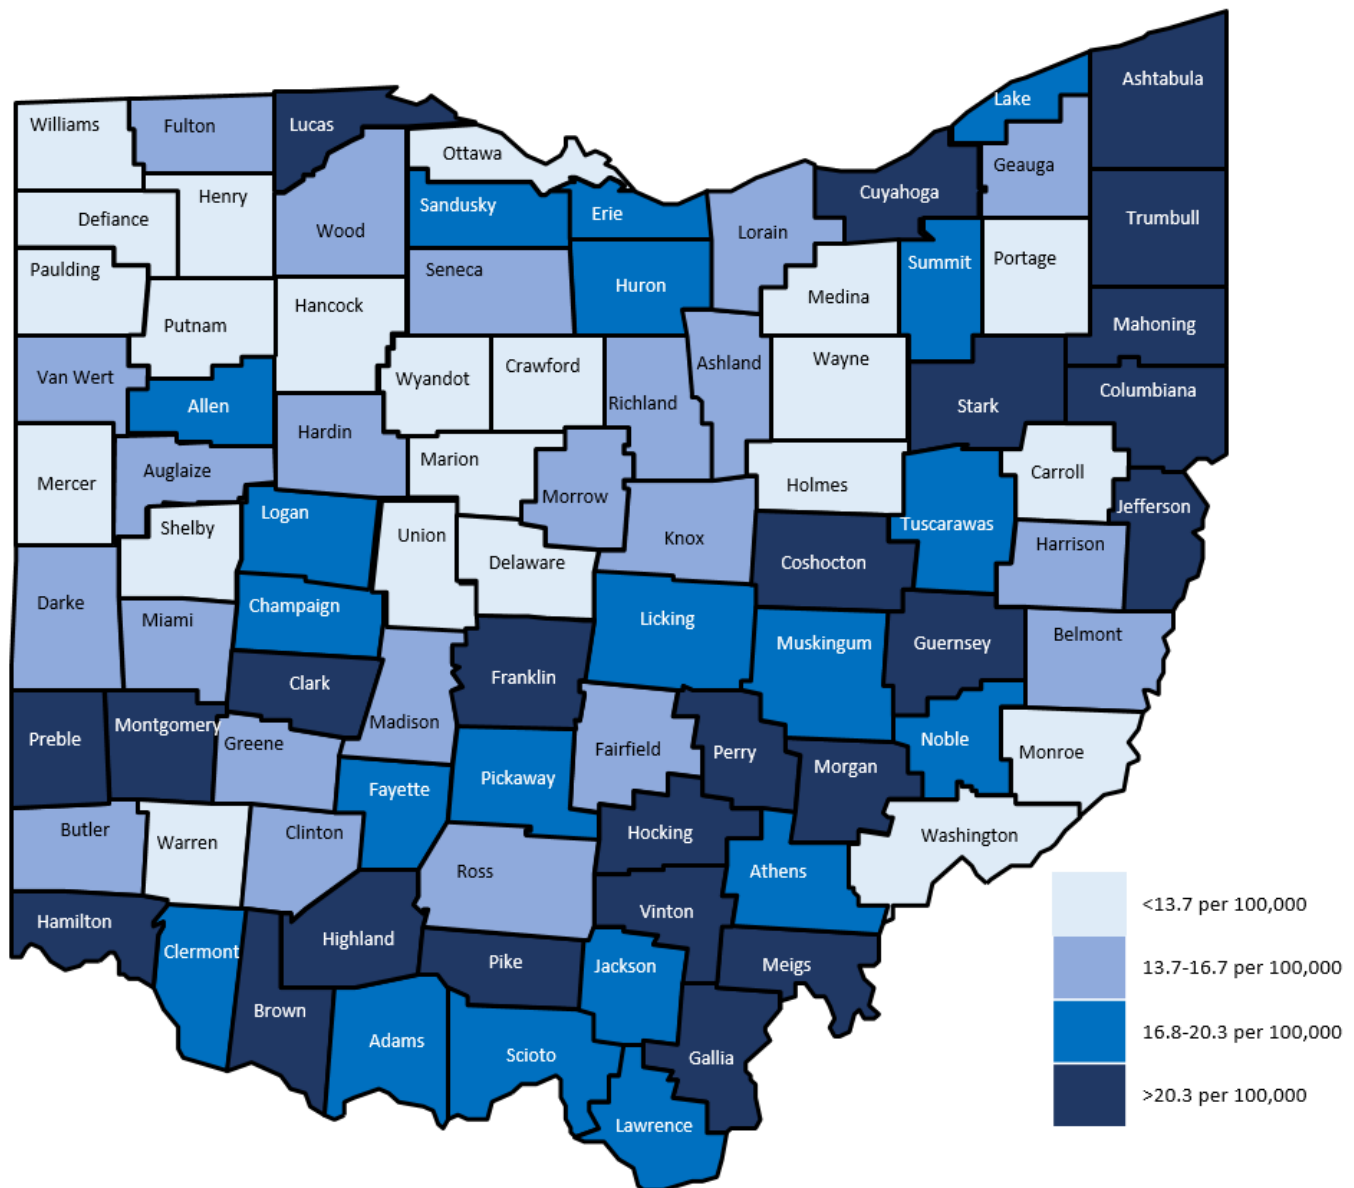 Ashtabula
Lake
Williams
Fulton
Lucas
Ottawa
Geauga
Cuyahoga
Henry
Sandusky
Erie
Defiance
Wood
Lorain
Trumbull
Paulding
Seneca
Huron
Summit
Portage
Hancock
Medina
Putnam
Mahoning
Van Wert
Wyandot
Crawford
Ashland
Wayne
Columbiana
Allen
Richland
Stark
Hardin
Marion
Auglaize
Mercer
Morrow
Holmes
Carroll
Jefferson
Logan
Shelby
Union
Knox
Tuscarawas
Harrison
Delaware
Coshocton
Darke
Miami
Champaign
Licking
Muskingum
Guernsey
Belmont
Clark
Franklin
Preble
Montgomery
Madison
Greene
Fairfield
Perry
Noble
Monroe
Fayette
Pickaway
Morgan
Butler
Warren
Clinton
Hocking
Washington
Ross
Athens
<13.7 per 100,000
Hamilton
Vinton
Highland
Clermont
Pike
Jackson
Meigs
13.7-16.7 per 100,000
Brown
Adams
Scioto
Gallia
16.8-20.3 per 100,000
Lawrence
>20.3 per 100,000